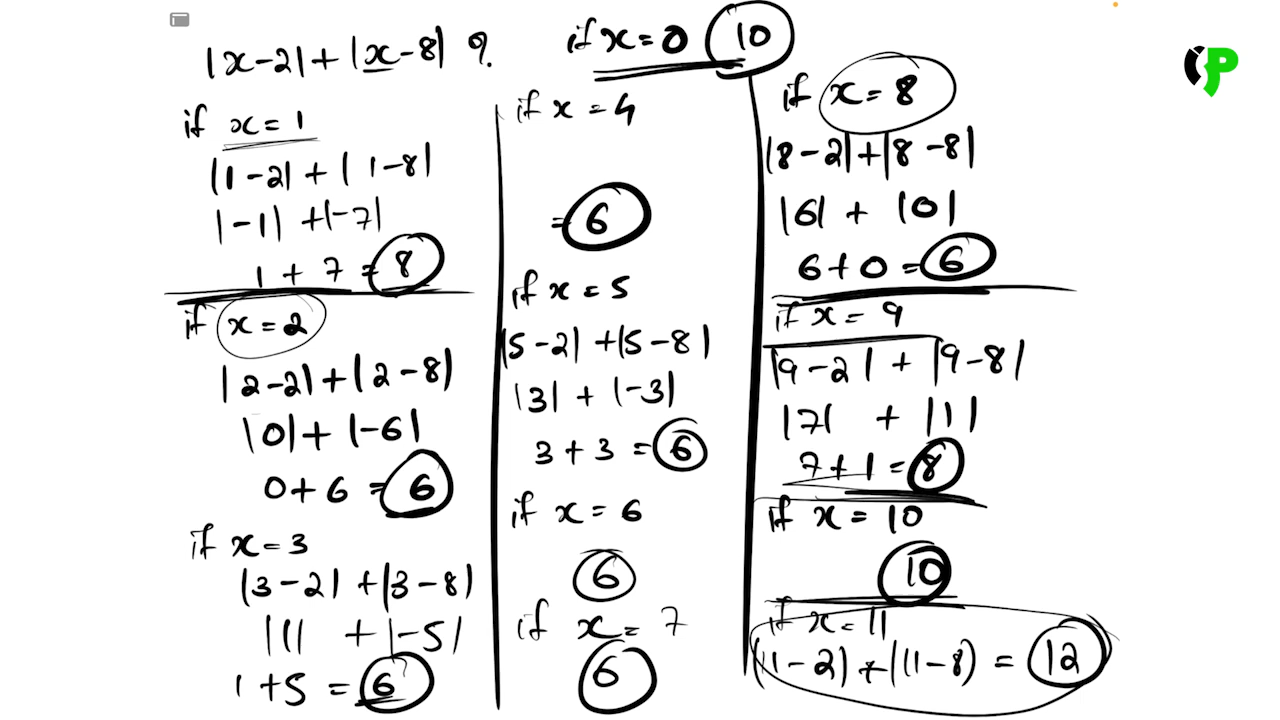 |x-2|+|x-8| 9.
if x=1
|1-2|+|1-8|
|-1| +|-7|
1+7=8
if x=2
|2-2|+|2-8|
|0|+|-6|
0+6=6
if x=3
|3-2|+|3-8|
|1| +|-5|
1+5=6
if x=0 10
if x=4
=6
if x=5
|5-2|+|5-8|
|3|+|-3|
3+3=6
if x=6
6
if x=7
6
if x=8
|8-2|+|8-8|
|6|+|0|
6+0=6
if x=9
|9-2|+|9-8|
|7| + |1|
7+1=8
if x=10
10
if x=11
|11-2|+|11-8|=12
CP